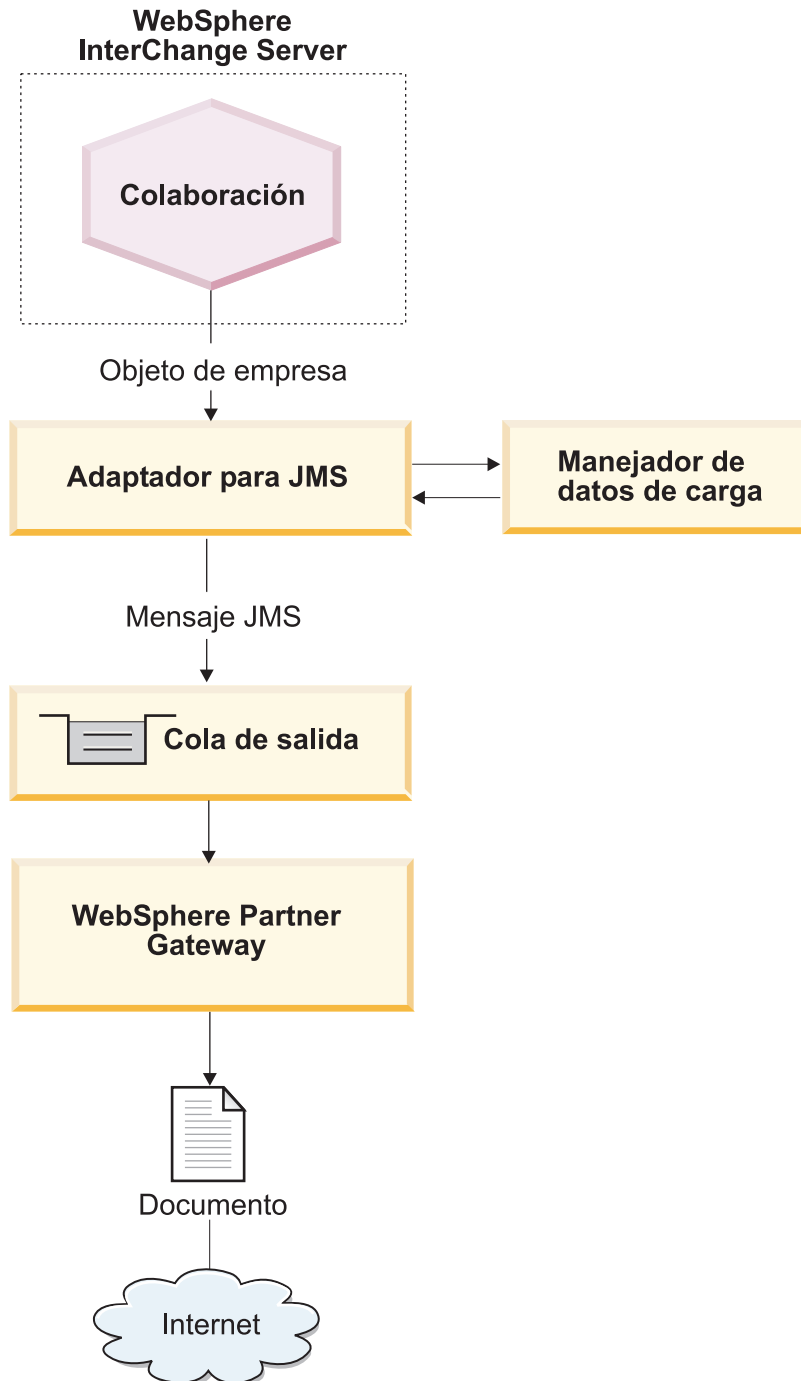 WebSphere
InterChange Server
Colaboración
Objeto de empresa
Adaptador para JMS
Manejador de
datos de carga
Mensaje JMS
Cola de salida
WebSphere Partner
Gateway
Documento
Internet